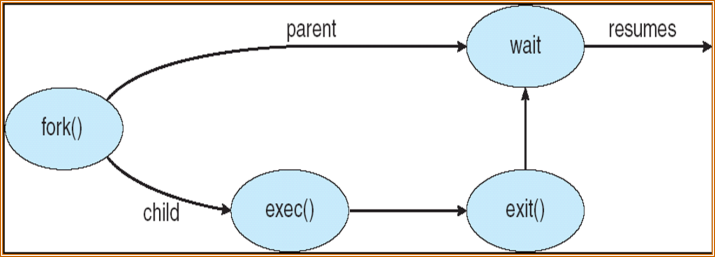 parent
wait
resumes
fork()
child
exec()
exit()